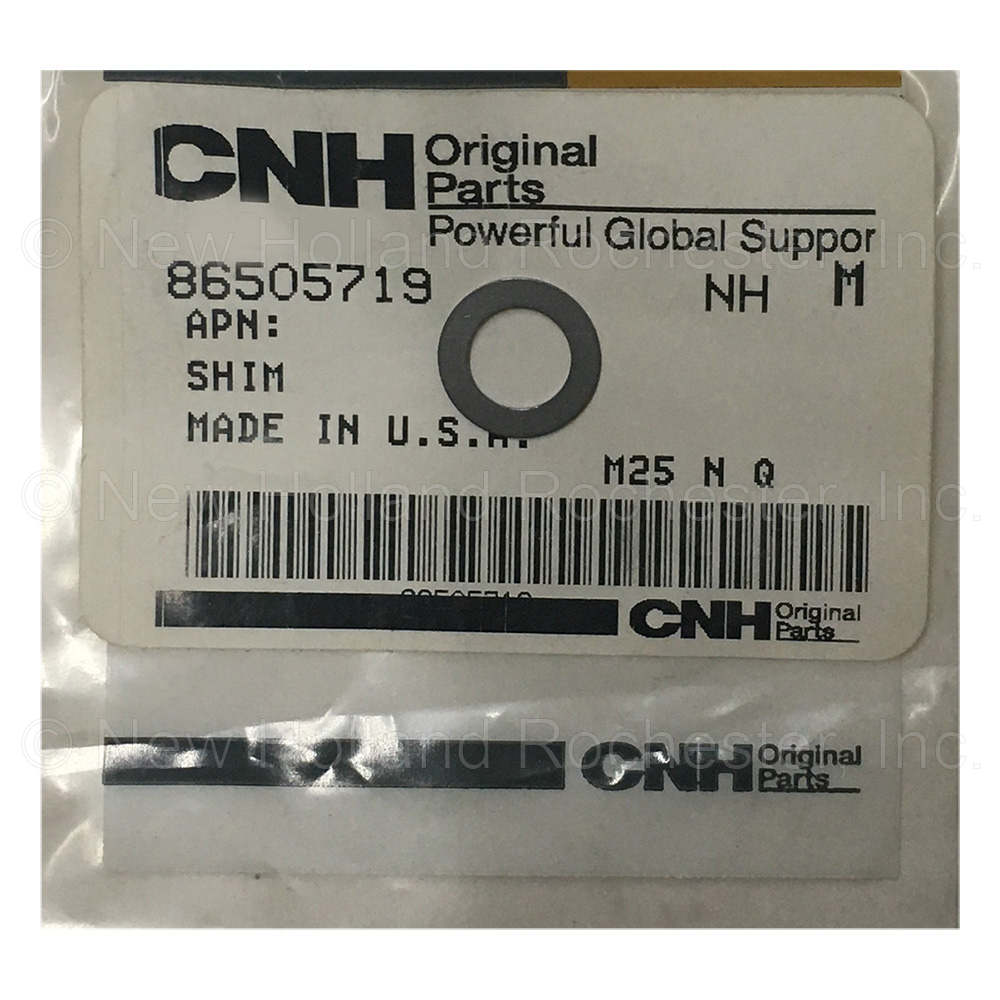 CNH Original Parts
Powerful Global Suppor
86505719 NH M
APN:
SHIM
MADE IN U.S.A.
M25 N Q
86505719
CNH Original Parts
CNH Original Parts
© New Holland Rochester, Inc.
© New Holland Rochester, Inc.
© New Holland Rochester, Inc.